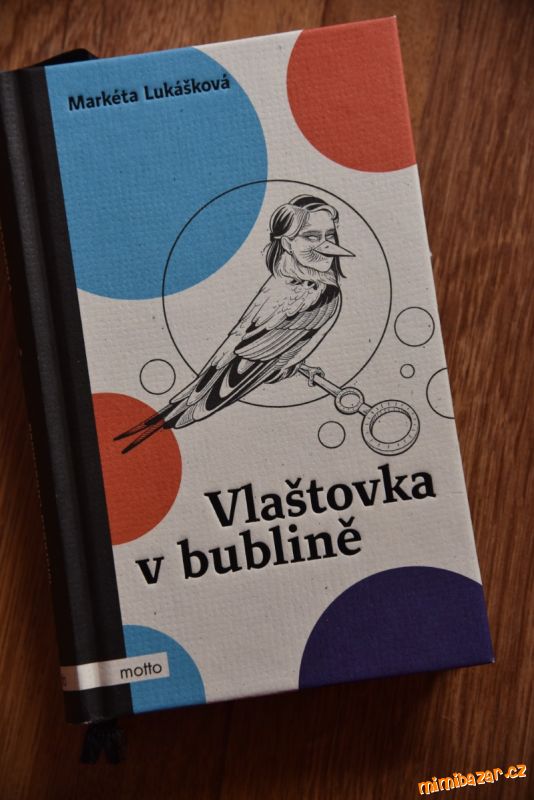 Markéta Lukášková
Vlaštovka
v bublině
motto
mimibazar.cz